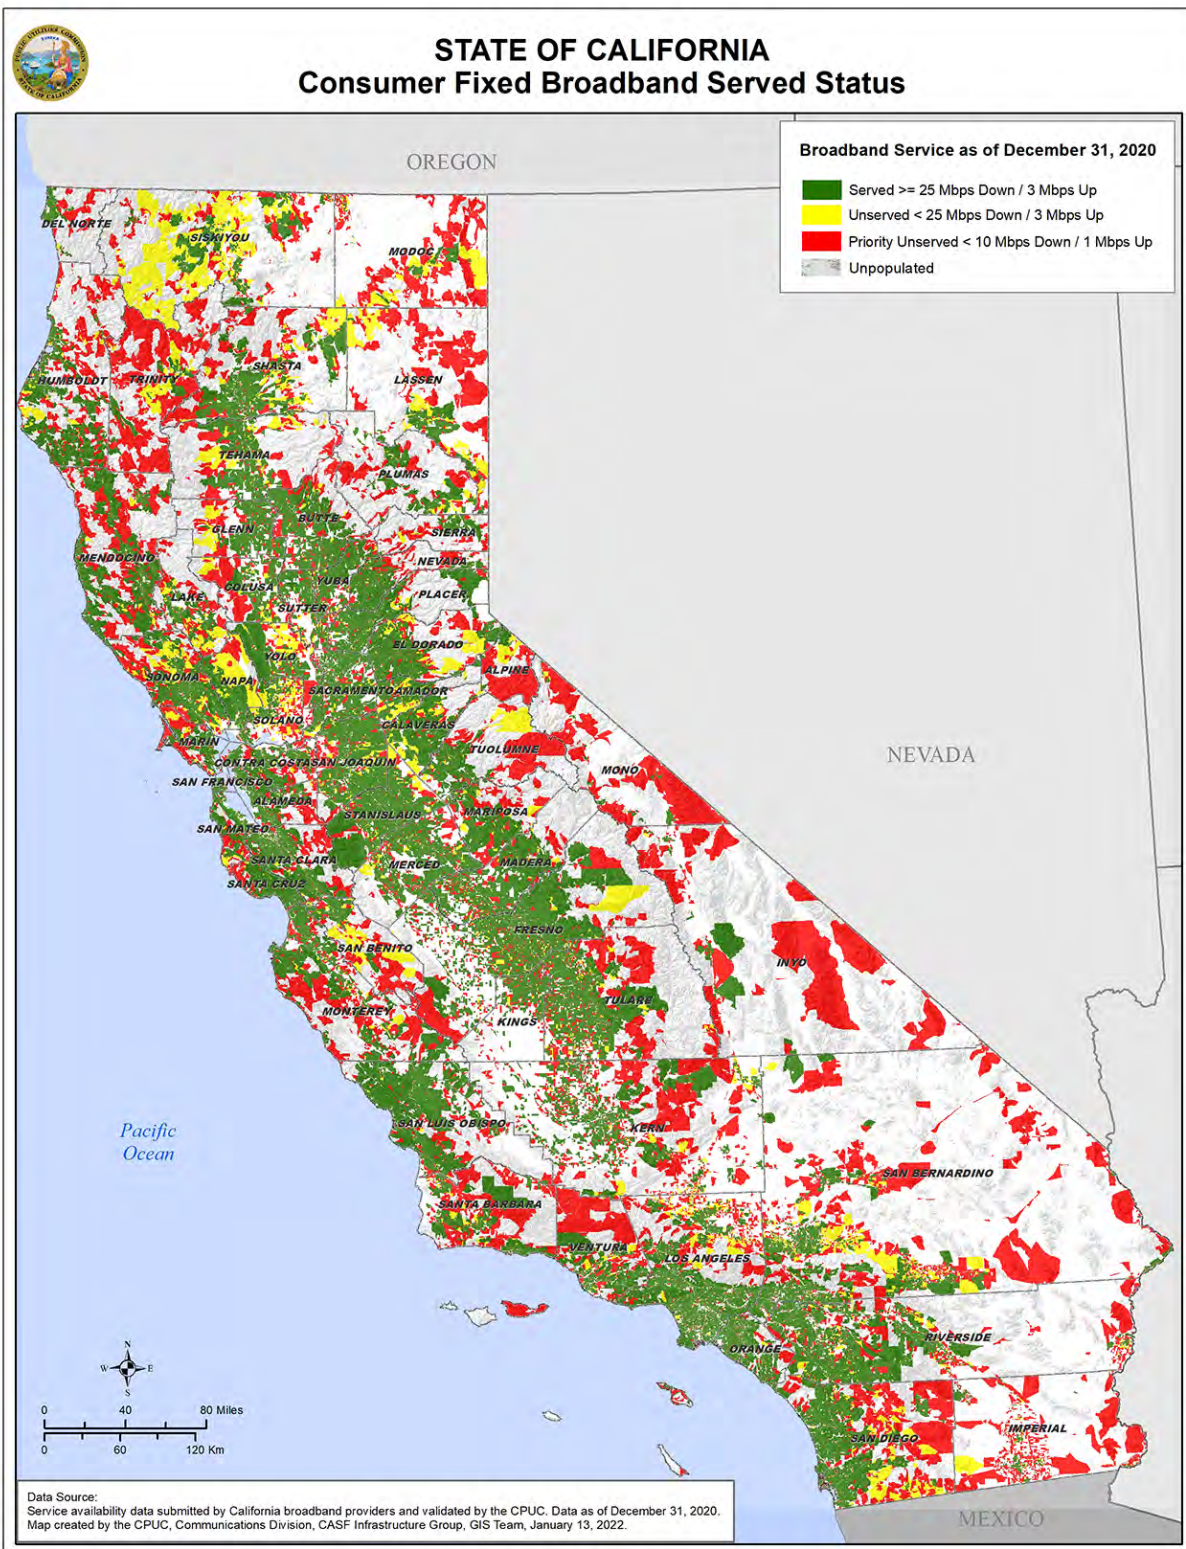 STATE OF CALIFORNIA
Consumer Fixed Broadband Served Status
Broadband Service as of December 31, 2020
Served >= 25 Mbps Down / 3 Mbps Up
Unserved < 25 Mbps Down / 3 Mbps Up
Priority Unserved < 10 Mbps Down / 1 Mbps Up
Unpopulated
OREGON
DEL NORTE
SISKIYOU
MODOC
HUMBOLDT
TRINITY
SHASTA
LASSEN
TEHAMA
PLUMAS
BUTTE
GLENN
SIERRA
MENDOCINO
NEVADA
COLUSA
YUBA
LAKE
PLACER
SUTTER
EL DORADO
YOLO
ALPINE
SONOMA
NAPA
SACRAMENTO
AMADOR
SOLANO
CALAVERAS
MARIN
TUOLUMNE
NEVADA
CONTRA COSTA
SAN JOAQUIN
MONO
SAN FRANCISCO
ALAMEDA
STANISLAUS
MARIPOSA
SAN MATEO
SANTA CLARA
MERCED
MADERA
SANTA CRUZ
FRESNO
SAN BENITO
INYO
TULARE
MONTEREY
KINGS
Pacific
Ocean
SAN LUIS OBISPO
KERN
SAN BERNARDINO
SANTA BARBARA
VENTURA
LOS ANGELES
RIVERSIDE
ORANGE
SAN DIEGO
IMPERIAL
MEXICO
N
W E
S
0 40 80 Miles
0 60 120 Km
Data Source:
Service availability data submitted by California broadband providers and validated by the CPUC. Data as of December 31, 2020.
Map created by the CPUC, Communications Division, CASF Infrastructure Group, GIS Team, January 13, 2022.